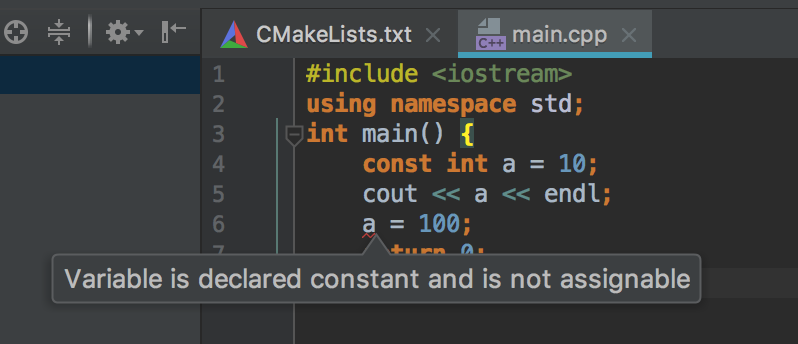 CMakeLists.txt
C++ main.cpp
1 #include <iostream>
2 using namespace std;
3 int main() {
4 const int a = 10;
5 cout << a << endl;
6 a = 100;
7 turn 0;
Variable is declared constant and is not assignable